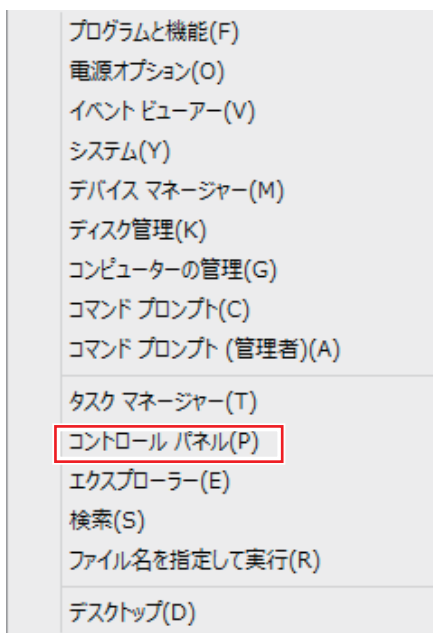 プログラムと機能(F)
電源オプション(O)
イベント ビューアー(V)
システム(Y)
デバイス マネージャー(M)
ディスク管理(K)
コンピューターの管理(G)
コマンド プロンプト(C)
コマンド プロンプト (管理者)(A)
タスク マネージャー(T)
コントロール パネル(P)
エクスプローラー(E)
検索(S)
ファイル名を指定して実行(R)
デスクトップ(D)